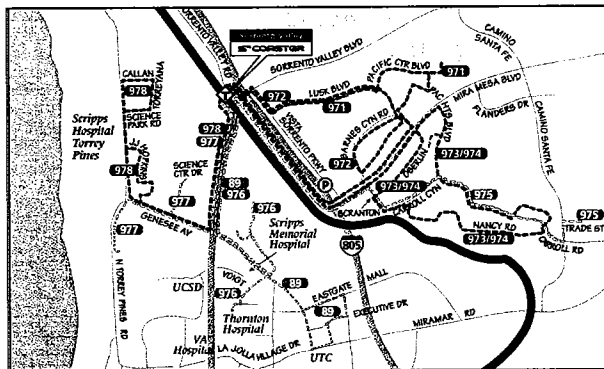 SORRENTO VALLEY RD
COASTER
SORRENTO VALLEY BLVD
CAMINO
SANTA FE
PACIFIC CTR BLVD
971
MIRA MESA BLVD
CALLAN
978
TORREYANA
SCIENCE
PARK RD
972
LUSK BLVD
971
PAC HTS BLVD
FLANDERS DR
CAMINO SANTA FE
Scripps
Hospital
Torrey
Pines
978
977
VISTA
SORRENTO PKWY
BARNES CYN RD
972
OBERLIN
973/974
978
SCIENCE
CTR DR
977
89
976
P
973/974
SCRANTON
CARROLL CYN
975
975
TRADE ST
NANCY RD
973/974
CARROLL RD
GENESEE AV
977
976
Scripps
Memorial
Hospital
805
N TORREY PINES RD
UCSD
VOIGT
976
89
EASTGATE MALL
89
EXECUTIVE DR
Thornton
Hospital
MIRAMAR RD
VA
Hospital
LA JOLLA VILLAGE DR
UTC